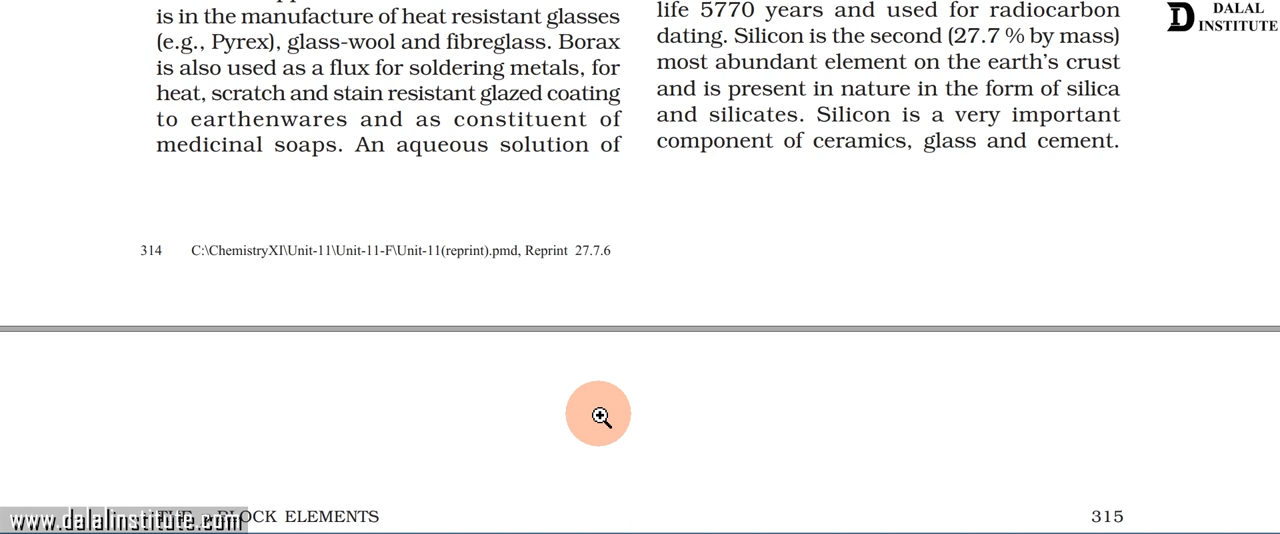 is in the manufacture of heat resistant glasses
(e.g., Pyrex), glass-wool and fibreglass. Borax
is also used as a flux for soldering metals, for
heat, scratch and stain resistant glazed coating
to earthenwares and as constituent of
medicinal soaps. An aqueous solution of
life 5770 years and used for radiocarbon
dating. Silicon is the second (27.7 % by mass)
most abundant element on the earth's crust
and is present in nature in the form of silica
and silicates. Silicon is a very important
component of ceramics, glass and cement.
DALAL
INSTITUTE
314 C:\ChemistryXI\Unit-11\Unit-11-F\Unit-11(reprint).pmd, Reprint 27.7.6
www.dalalinstitute.com
BLOCK ELEMENTS 315